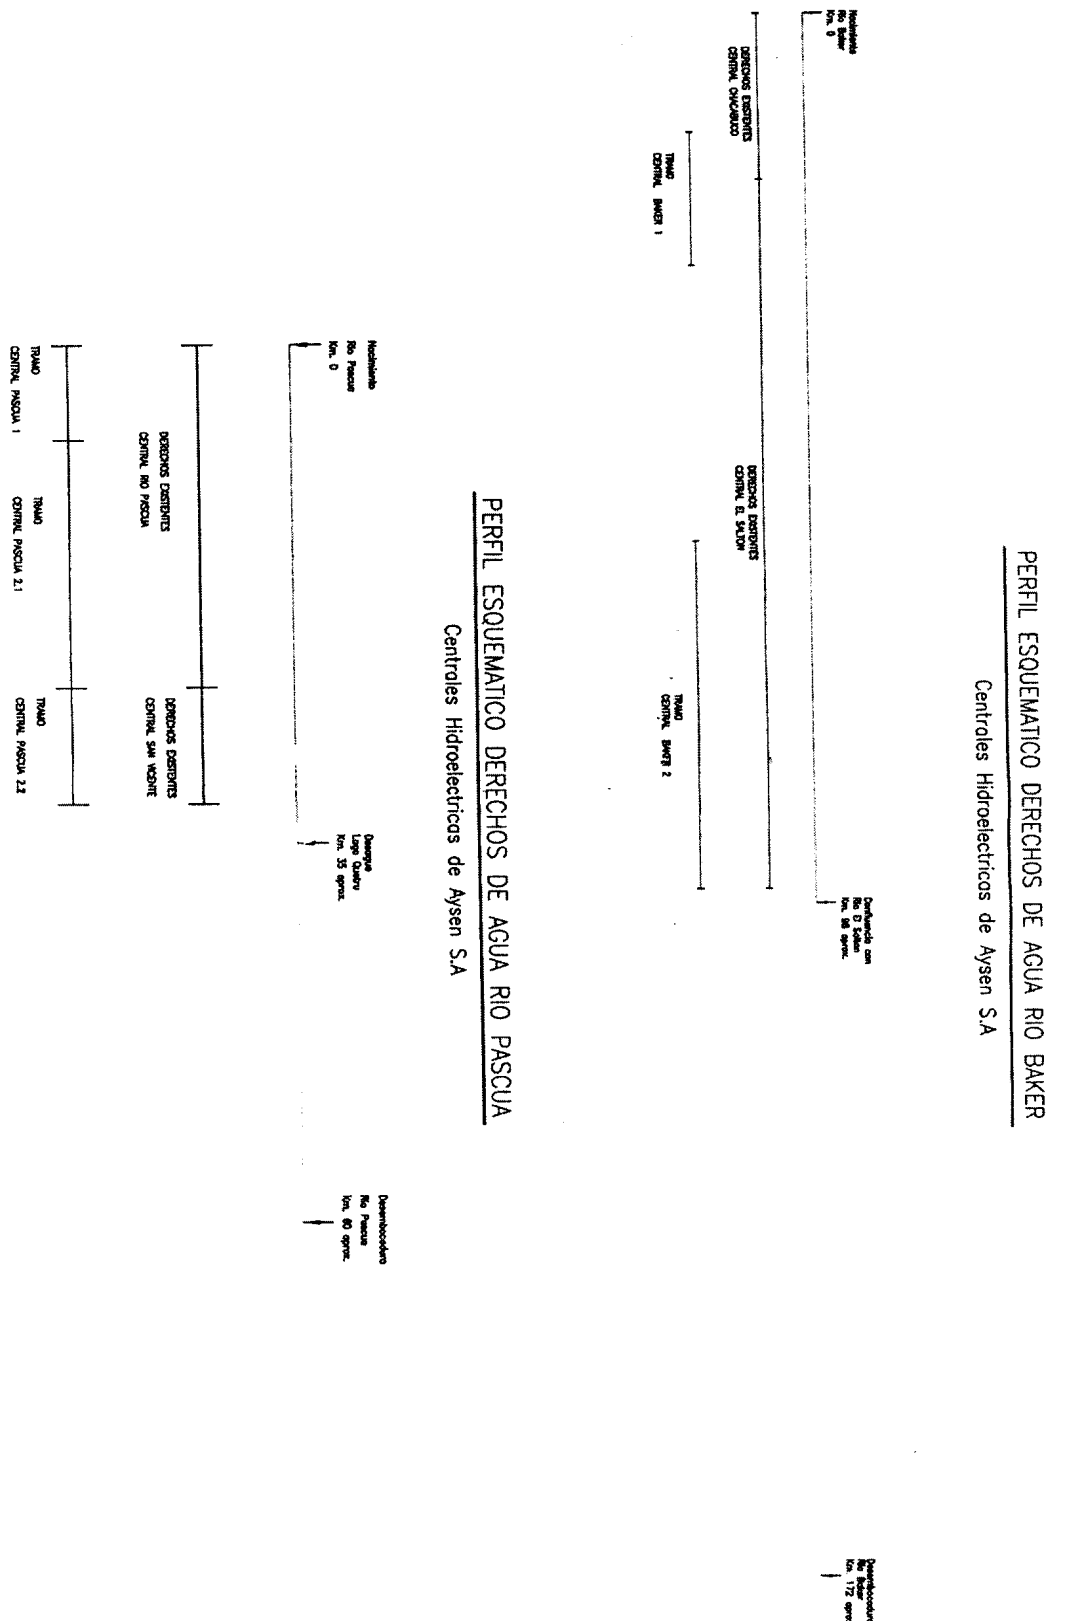 PERFIL ESQUEMATICO DERECHOS DE AGUA RIO BAKER
Centrales Hidroelectricas de Aysen S.A
Nacimiento
Rio Baker
Km. 0
Confluencia con
Rio El Salton
Km. 98 aprox.
Desembocadura
Rio Baker
Km. 172 aprox
DERECHOS EXISTENTES
CENTRAL CHACABUCO
DERECHOS EXISTENTES
CENTRAL EL SALTON
TRAMO
CENTRAL BAKER 1
TRAMO
CENTRAL BAKER 2
PERFIL ESQUEMATICO DERECHOS DE AGUA RIO PASCUA
Centrales Hidroelectricas de Aysen S.A
Nacimiento
Rio Pascua
Km. 0
Desague
Lago Quetru
Km. 35 aprox.
Desembocadura
Rio Pascua
Km. 60 aprox.
DERECHOS EXISTENTES
CENTRAL RIO PASCUA
DERECHOS EXISTENTES
CENTRAL SAN VICENTE
TRAMO
CENTRAL PASCUA 1
TRAMO
CENTRAL PASCUA 2.1
TRAMO
CENTRAL PASCUA 2.2